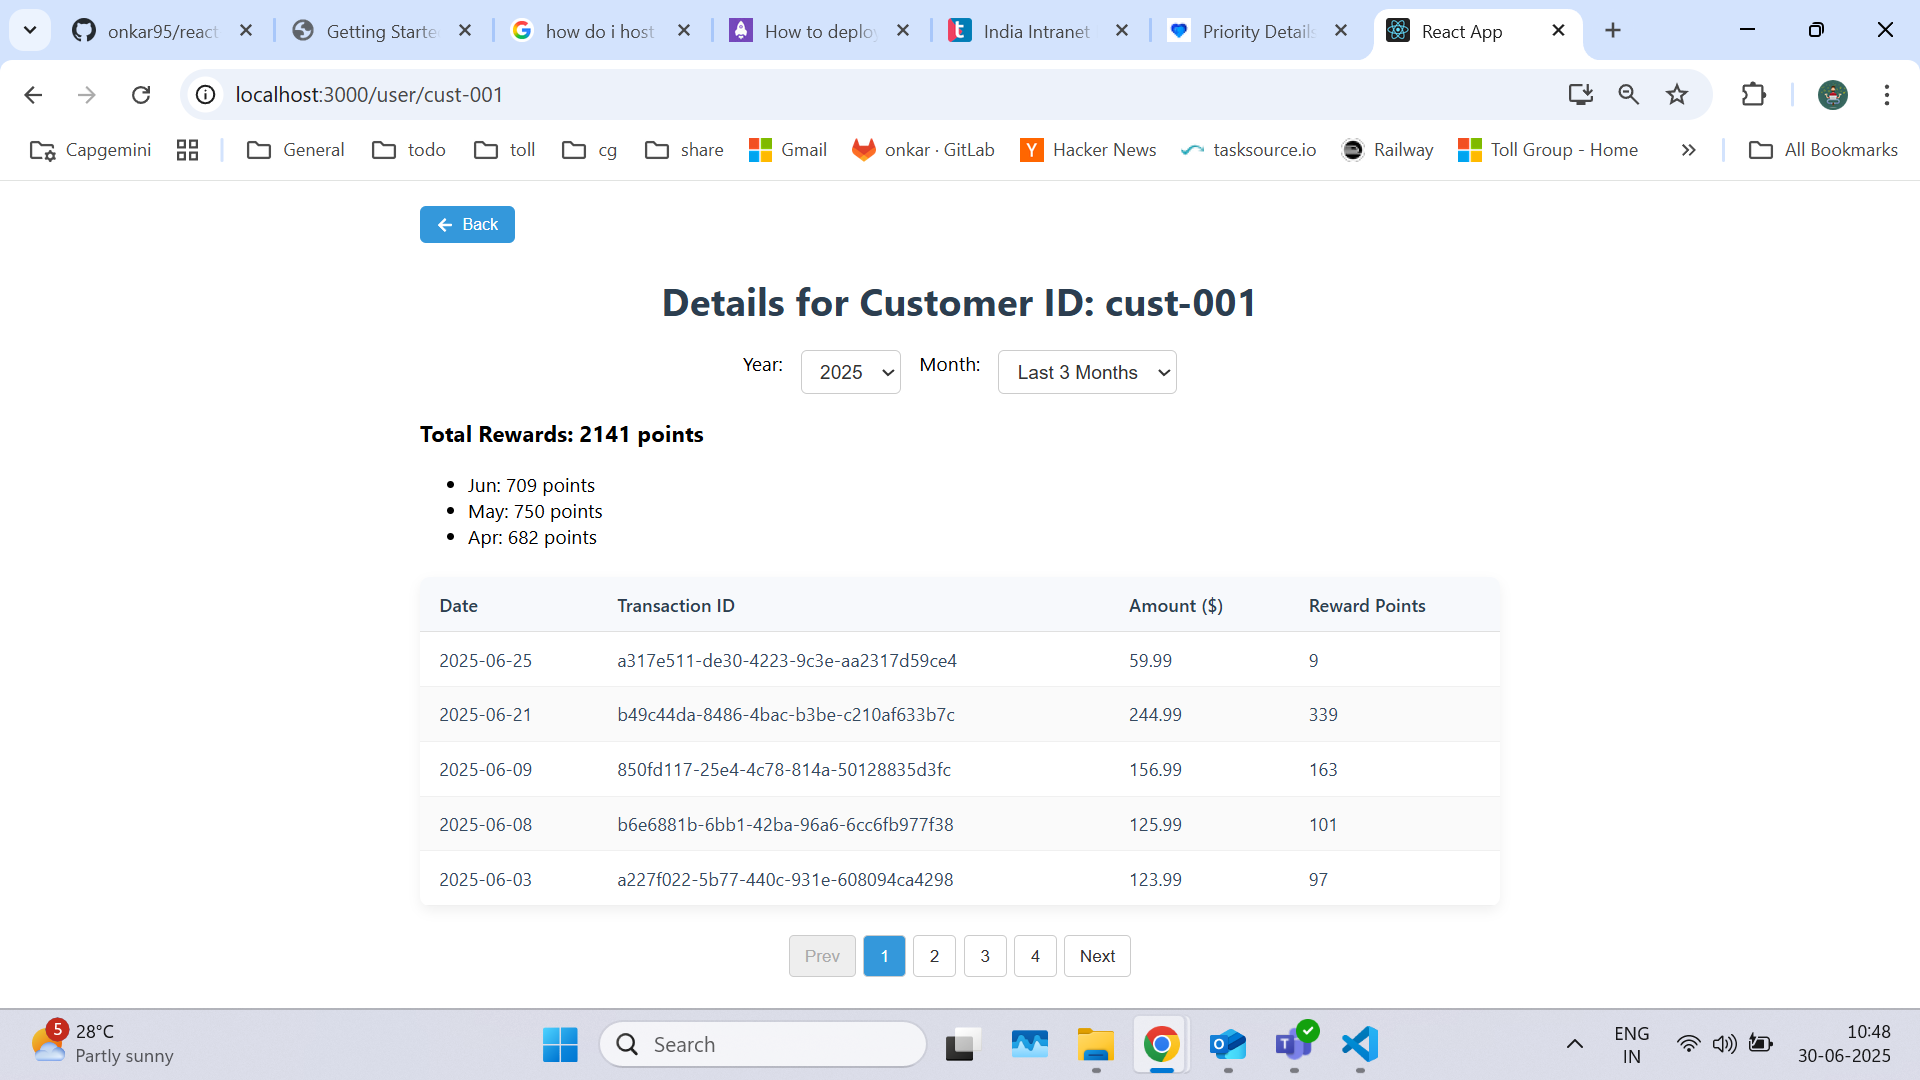 onkar95/react
Getting Starte
how do i host
How to deploy
India Intranet
Priority Details
React App
localhost:3000/user/cust-001
Capgemini
General
todo
toll
cg
share
Gmail
onkar · GitLab
Hacker News
tasksource.io
Railway
Toll Group - Home
All Bookmarks
Back
Details for Customer ID: cust-001
Year: 2025 Month: Last 3 Months
Total Rewards: 2141 points
Jun: 709 points
May: 750 points
Apr: 682 points
Date Transaction ID Amount ($) Reward Points
2025-06-25 a317e511-de30-4223-9c3e-aa2317d59ce4 59.99 9
2025-06-21 b49c44da-8486-4bac-b3be-c210af633b7c 244.99 339
2025-06-09 850fd117-25e4-4c78-814a-50128835d3fc 156.99 163
2025-06-08 b6e6881b-6bb1-42ba-96a6-6cc6fb977f38 125.99 101
2025-06-03 a227f022-5b77-440c-931e-608094ca4298 123.99 97
Prev 1 2 3 4 Next
5
28°C
Partly sunny
Search
ENG
IN
10:48
30-06-2025